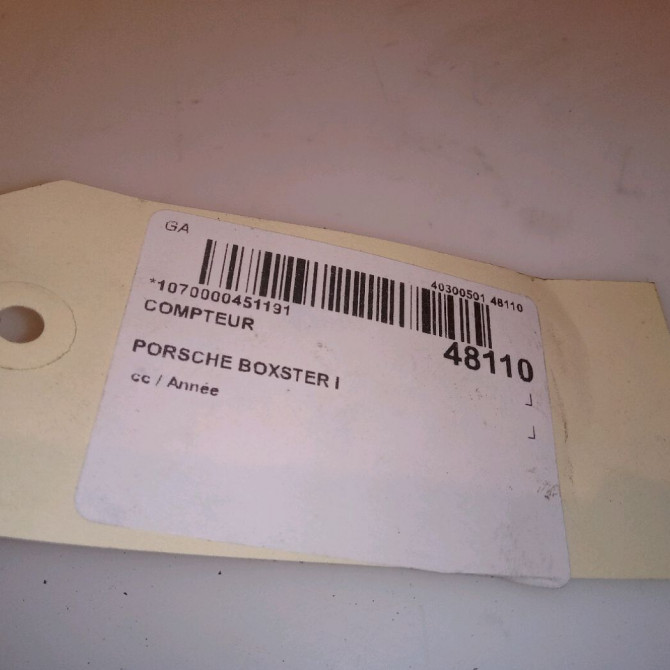 GA
40300501 48110
*1070000451191
COMPTEUR
48110
PORSCHE BOXSTER I
cc / Année